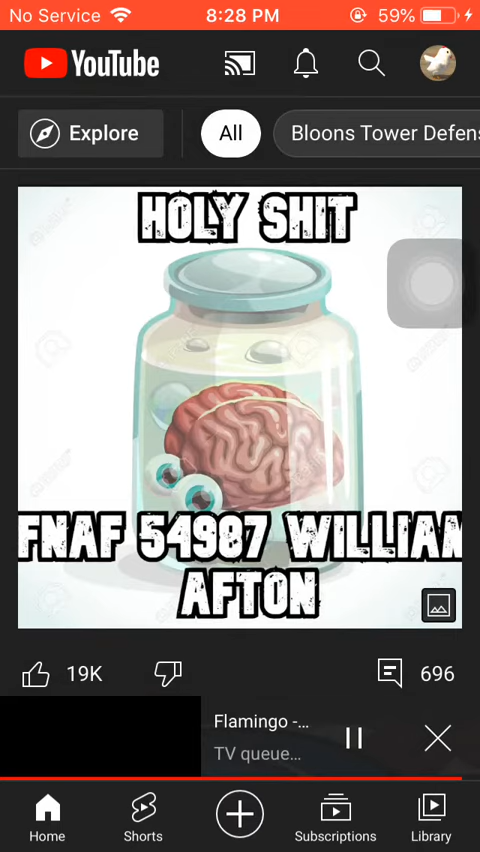 No Service 8:28 PM 59%
YouTube
Explore All Bloons Tower Defen
HOLY SHIT
FNAF 54987 WILLIAM
AFTON
19K 696
Flamingo -...
TV queue...
Home Shorts Subscriptions Library